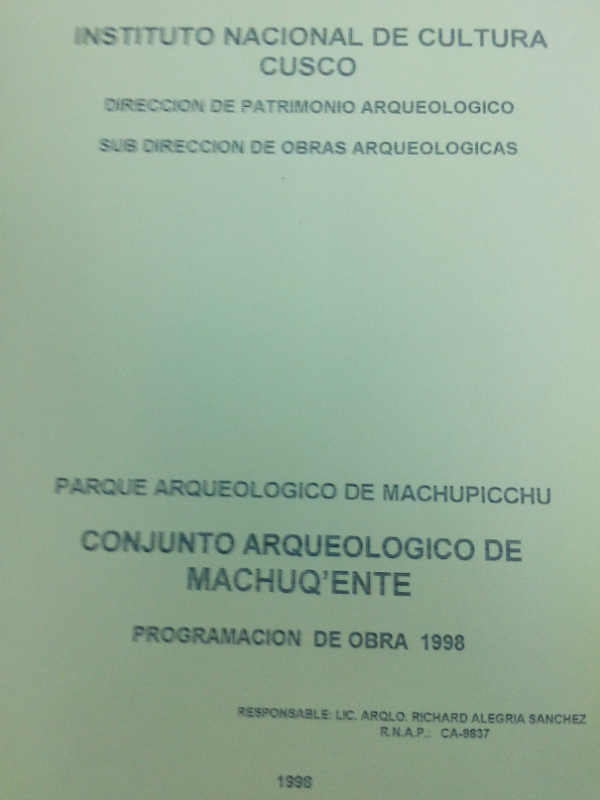 INSTITUTO NACIONAL DE CULTURA
CUSCO
DIRECCION DE PATRIMONIO ARQUEOLOGICO
SUB DIRECCION DE OBRAS ARQUEOLOGICAS
PARQUE ARQUEOLOGICO DE MACHUPICCHU
CONJUNTO ARQUEOLOGICO DE
MACHUQ'ENTE
PROGRAMACION DE OBRA 1998
RESPONSABLE: LIC. ARQLO. RICHARD ALEGRIA SANCHEZ
R.N.A.P.: CA-9837
1998